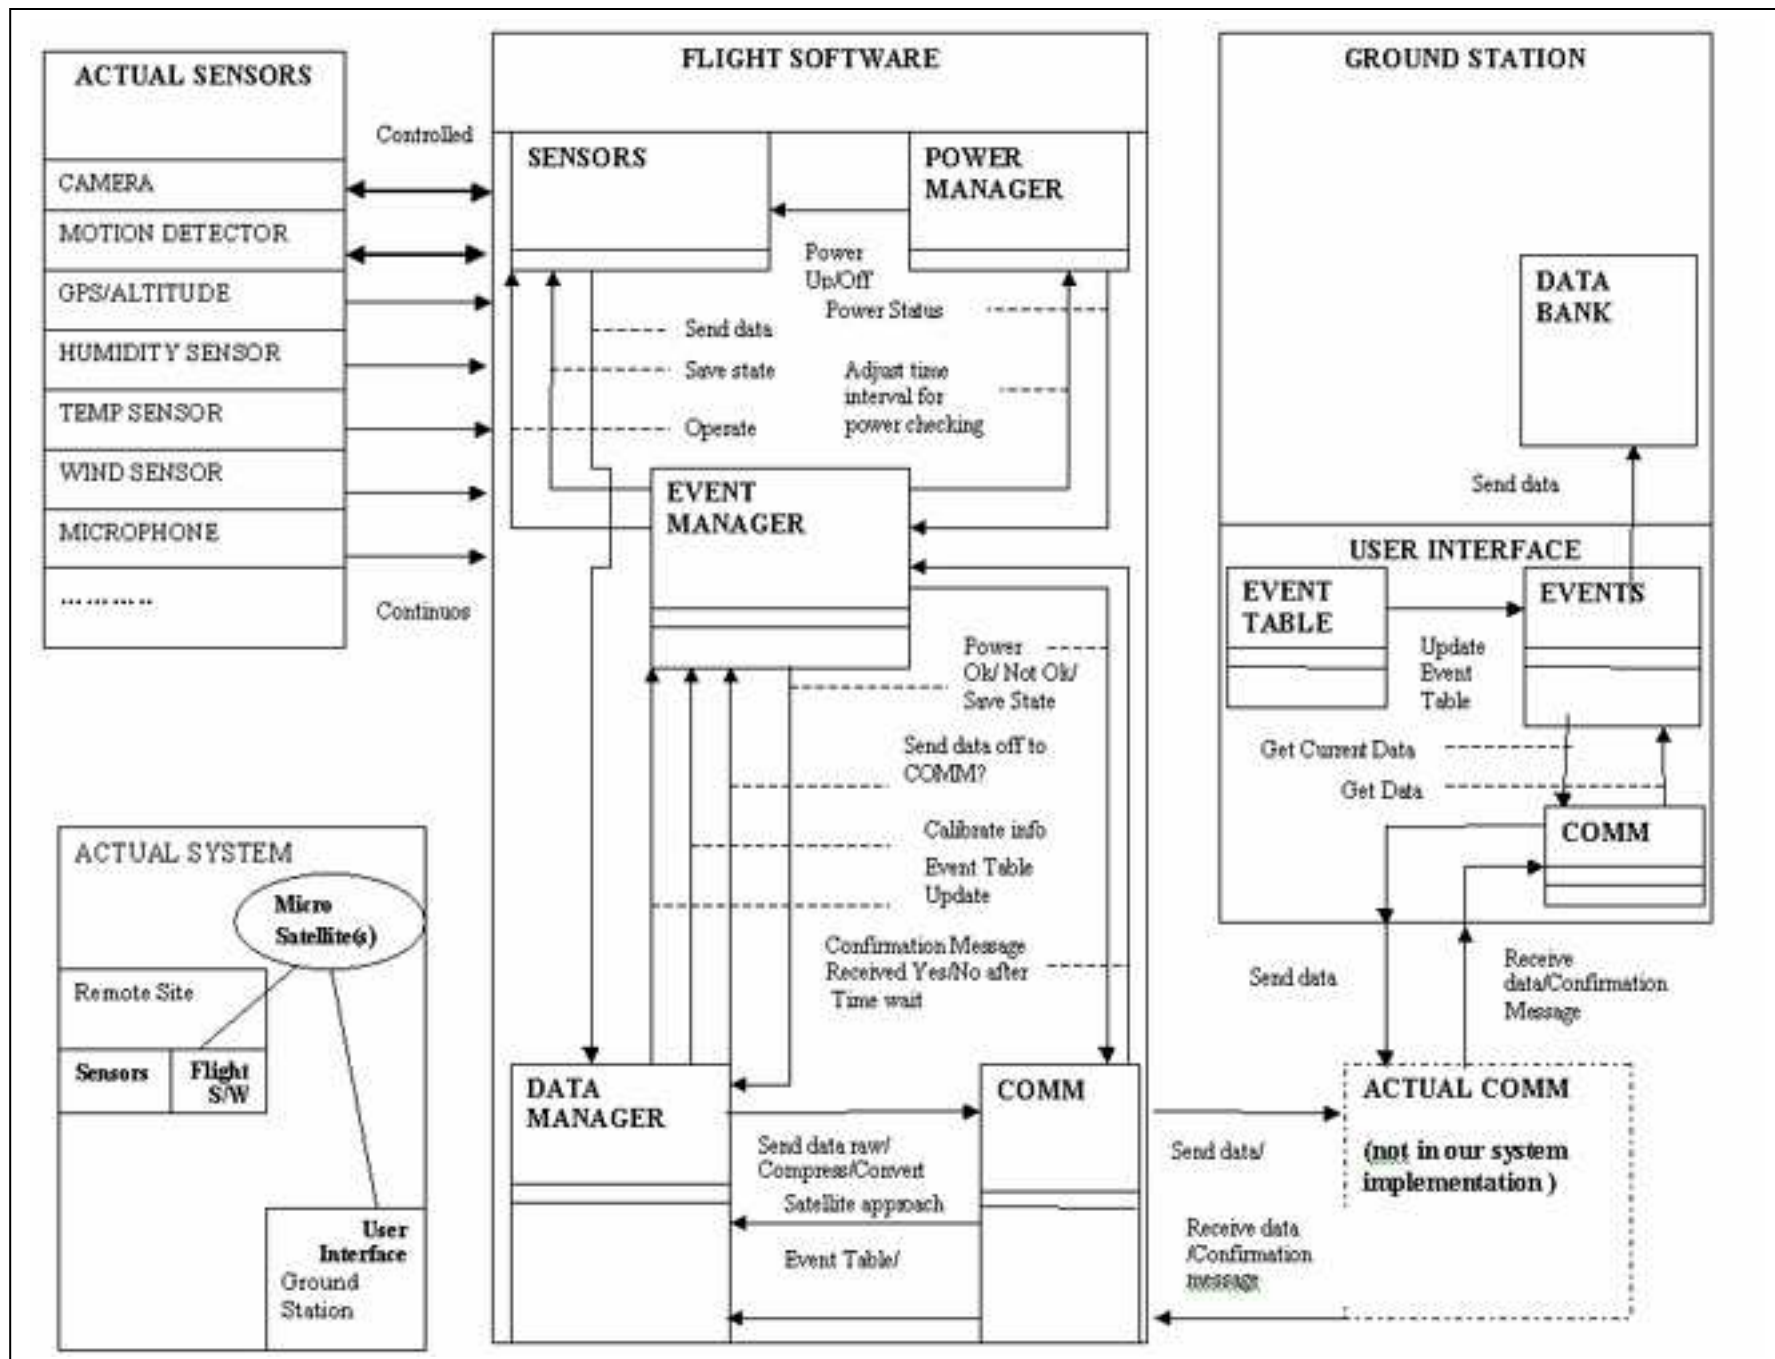 ACTUAL SENSORS
CAMERA
MOTION DETECTOR
GPS/ALTITUDE
HUMIDITY SENSOR
TEMP SENSOR
WIND SENSOR
MICROPHONE
...........
Controlled
Continuos
FLIGHT SOFTWARE
SENSORS
POWER
MANAGER
Power
Up/Off
Power Status
Send data
Save state
Operate
Adjust time
interval for
power checking
EVENT
MANAGER
Power
Ok/ Not Ok/
Save State
Send data off to
COMM?
Calibrate info
Event Table
Update
Confirmation Message
Received Yes/No after
Time wait
DATA
MANAGER
COMM
Send data raw/
Compress/Convert
Satellite approach
Event Table/
GROUND STATION
DATA
BANK
Send data
USER INTERFACE
EVENT
TABLE
EVENTS
Update
Event
Table
Get Current Data
Get Data
COMM
Send data
Receive
data/Confirmation
Message
ACTUAL COMM
(not in our system
implementation )
Send data/
Receive data
/Confirmation
message
ACTUAL SYSTEM
Micro
Satellite(s)
Remote Site
Sensors
Flight
S/W
User
Interface
Ground
Station